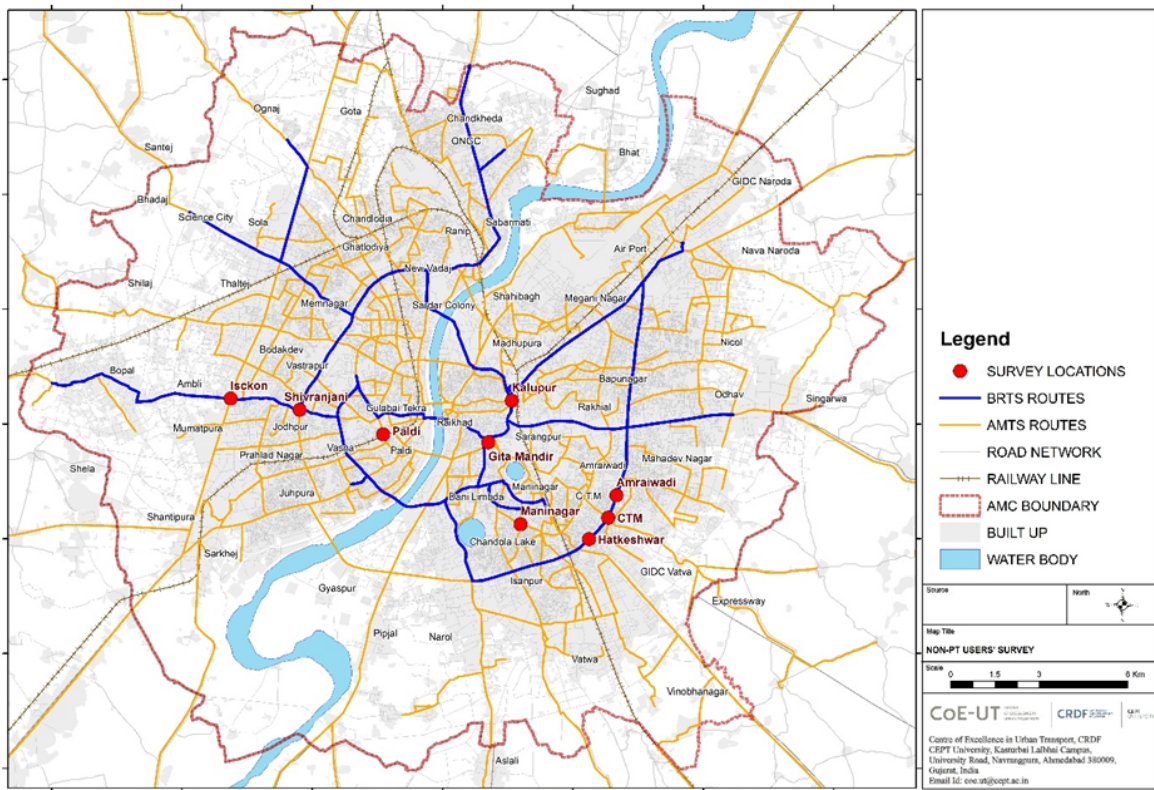 Sughad
Ognaj
Gota
Chandkheda
ONGC
Santej
Bhat
GIDC Naroda
Bhadaj
Science City
Sola
Chandlodia
Sabarmati
Ranip
Ghatlodiya
Air Port
Nava Naroda
New Vadaj
Shilaj
Thaltej
Memnagar
Sardar Colony
Shahibagh
Megani Nagar
Madhupura
Nicol
Bodakdev
Vastrapur
Bopal
Ambli
Isckon
Shivranjani
Kalupur
Bapunagar
Odhav
Singarwa
Gulabai Tekra
Rakhial
Mumatpura
Jodhpur
Raikhad
Paldi
Sarangpur
Vasna
Paldi
Gita Mandir
Prahlad Nagar
Mahadev Nagar
Shela
Amraiwadi
Amraiwadi
Juhpura
Maninagar
Bani Limbda
C.T.M
Maninagar
CTM
Shantipura
Chandola Lake
Hatkeshwar
Sarkhej
GIDC Vatva
Isanpur
Gyaspur
Expressway
Pipjal
Narol
Vatwa
Vinobhanagar
Aslali
Legend
SURVEY LOCATIONS
BRTS ROUTES
AMTS ROUTES
ROAD NETWORK
RAILWAY LINE
AMC BOUNDARY
BUILT UP
WATER BODY
Source
North
Map Title
NON-PT USERS' SURVEY
Scale
0 1.5 3 6 Km
CoE-UT
CRDF
CEPT
Centre of Excellence in Urban Transport, CRDF
CEPT University, Kasturbai Lalbhai Campus,
University Road, Navrangpura, Ahmedabad 380009,
Gujarat, India
Email Id: coe.ut@cept.ac.in